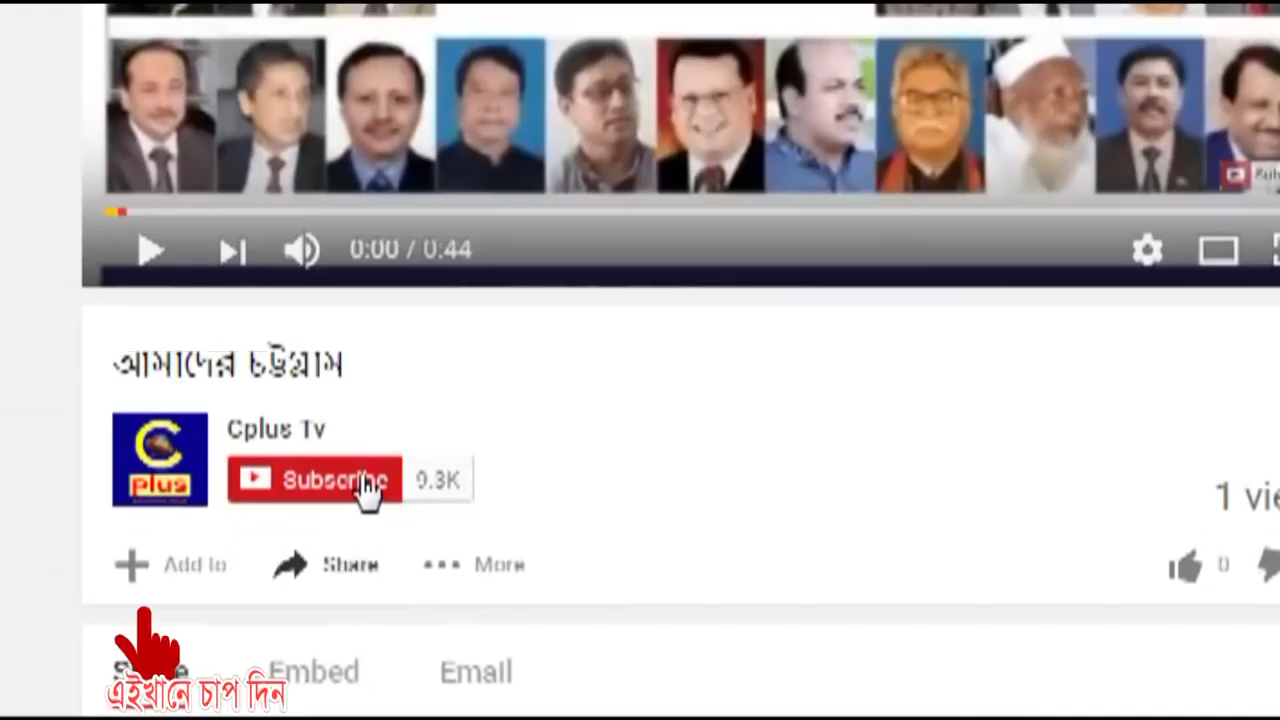 0:00 / 0:44
আমাদের চট্টগ্রাম
C
plus
Cplus Tv
Subscribe 9.3K
1
Add to Share More
0
Embed Email
এইখানে চাপ দিন